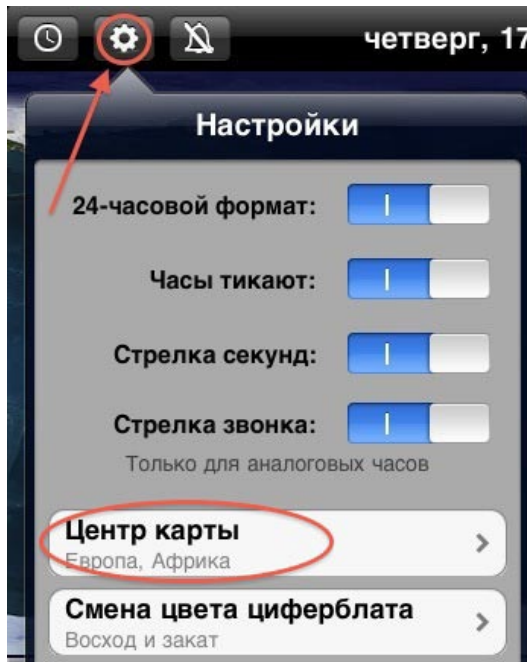 четверг, 17
Настройки
24-часовой формат:
Часы тикают:
Стрелка секунд:
Стрелка звонка:
Только для аналоговых часов
Центр карты
Европа, Африка
Смена цвета циферблата
Восход и закат